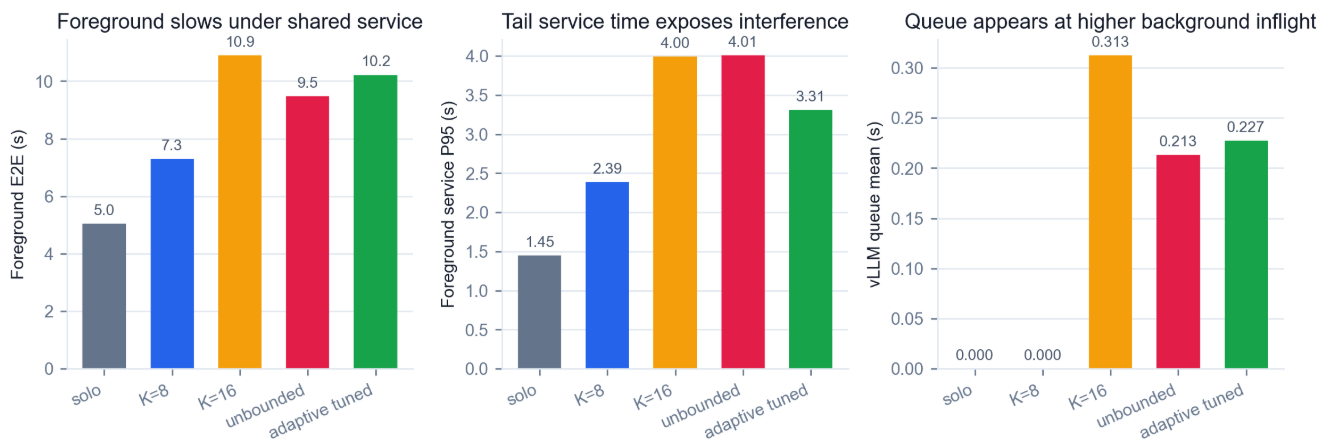 Foreground slows under shared service
Foreground E2E (s)
10
8
6
4
2
0
5.0
7.3
10.9
9.5
10.2
solo
K=8
K=16
unbounded
adaptive tuned
Tail service time exposes interference
Foreground service P95 (s)
4.0
3.5
3.0
2.5
2.0
1.5
1.0
0.5
0.0
1.45
2.39
4.00
4.01
3.31
solo
K=8
K=16
unbounded
adaptive tuned
Queue appears at higher background inflight
vLLM queue mean (s)
0.30
0.25
0.20
0.15
0.10
0.05
0.00
0.000
0.000
0.313
0.213
0.227
solo
K=8
K=16
unbounded
adaptive tuned